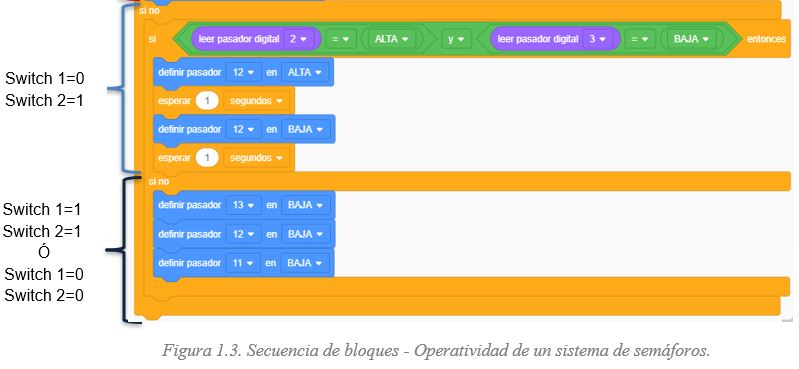 si no
si leer pasador digital 2 = ALTA y leer pasador digital 3 = BAJA entonces
Switch 1=0
Switch 2=1
definir pasador 12 en ALTA
esperar 1 segundos
definir pasador 12 en BAJA
esperar 1 segundos
si no
Switch 1=1
Switch 2=1
Ó
Switch 1=0
Switch 2=0
definir pasador 13 en BAJA
definir pasador 12 en BAJA
definir pasador 11 en BAJA
Figura 1.3. Secuencia de bloques - Operatividad de un sistema de semáforos.